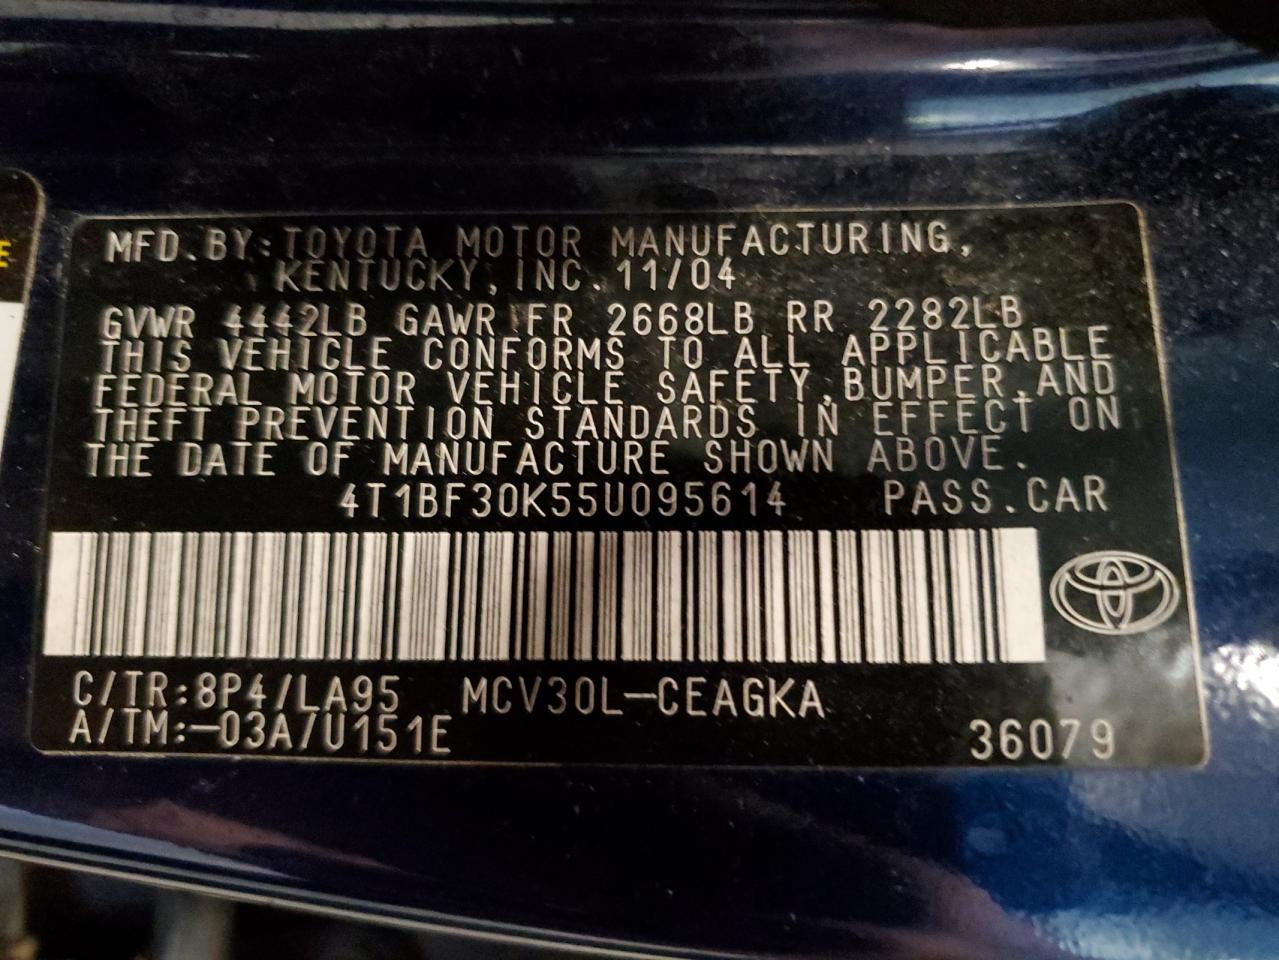 MFD.BY:TOYOTA MOTOR MANUFACTURING,
KENTUCKY,INC. 11/04
GVWR 4442LB GAWR FR 2668LB RR 2282LB
THIS VEHICLE CONFORMS TO ALL APPLICABLE
FEDERAL MOTOR VEHICLE SAFETY,BUMPER,AND
THEFT PREVENTION STANDARDS IN EFFECT ON
THE DATE OF MANUFACTURE SHOWN ABOVE.
4T1BF30K55U095614 PASS.CAR
C/TR:8P4/LA95 MCV30L-CEAGKA
A/TM:-03A/U151E
36079